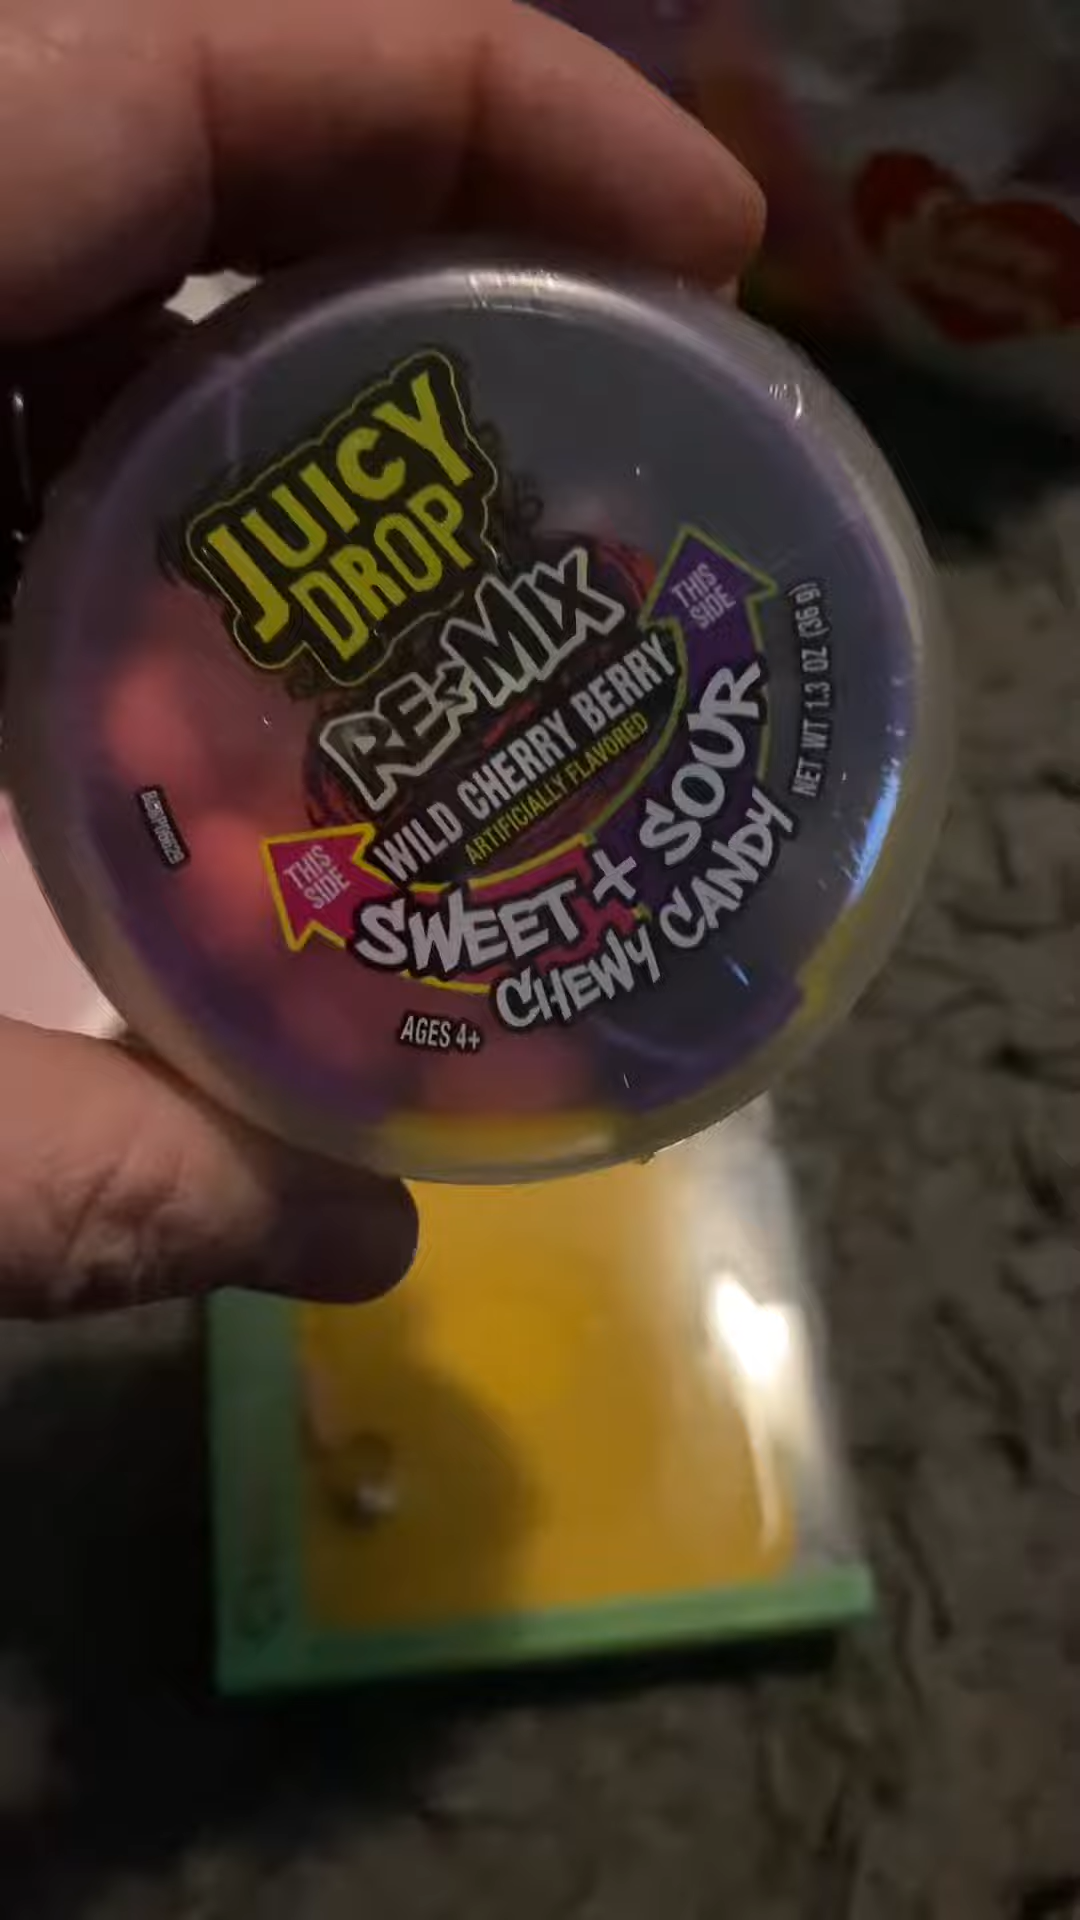 JUICY
DROP
RE-MIX
WILD CHERRY BERRY
ARTIFICIALLY FLAVORED
THIS
SIDE
THIS
SIDE
SWEET + SOUR
CHEWY CANDY
NET WT 1.3 OZ (36 g)
AGES 4+